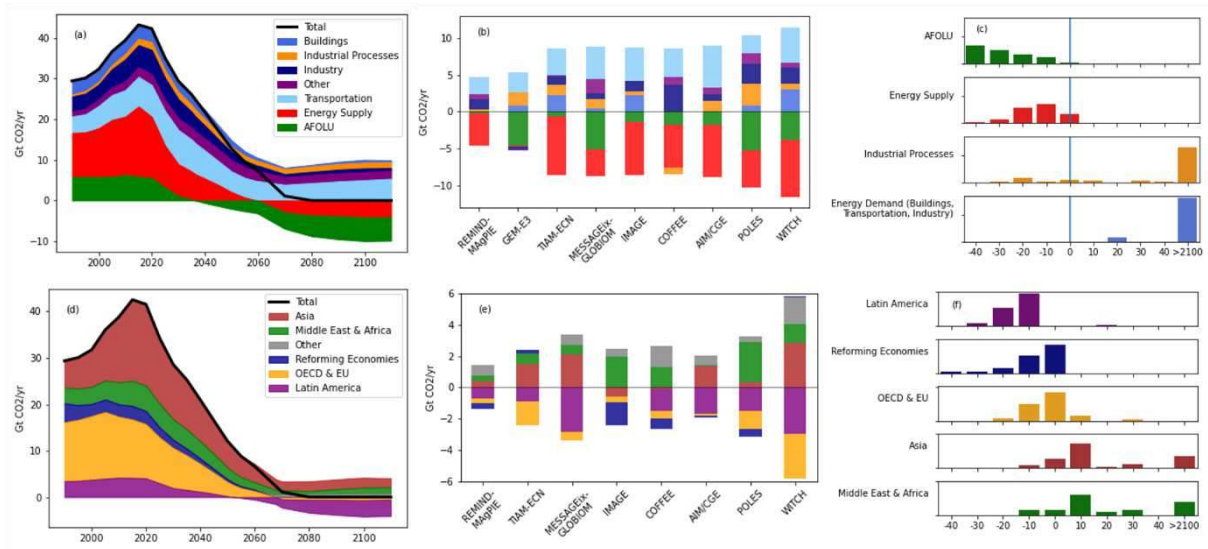 (a)
Total
Buildings
Industrial Processes
Industry
Other
Transportation
Energy Supply
AFOLU
Gt CO2/yr
40
30
20
10
0
-10
2000 2020 2040 2060 2080 2100
(b)
Gt CO2/yr
10
5
0
-5
-10
REMIND-
MAgPIE
GEM-E3
TIAM-ECN
MESSAGEix-
GLOBIOM
IMAGE
COFFEE
AIM/CGE
POLES
WITCH
(c)
AFOLU
Energy Supply
Industrial Processes
Energy Demand (Buildings,
Transportation, Industry)
-40 -30 -20 -10 0 10 20 30 40 >2100
(d)
Total
Asia
Middle East & Africa
Other
Reforming Economies
OECD & EU
Latin America
Gt CO2/yr
40
30
20
10
0
2000 2020 2040 2060 2080 2100
(e)
Gt CO2/yr
6
4
2
0
-2
-4
-6
REMIND-
MAgPIE
TIAM-ECN
MESSAGEix-
GLOBIOM
IMAGE
COFFEE
AIM/CGE
POLES
WITCH
(f)
Latin America
Reforming Economies
OECD & EU
Asia
Middle East & Africa
-40 -30 -20 -10 0 10 20 30 40 >2100